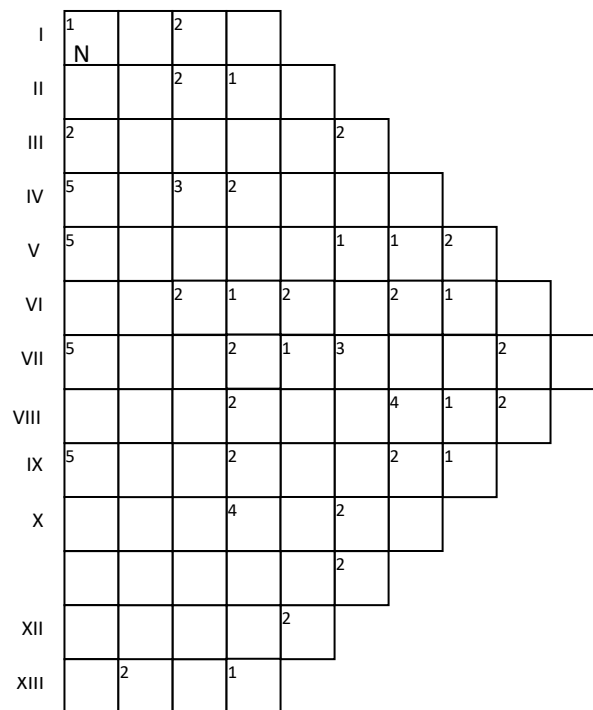 I 1 N 2
II 2 1
III 2 2
IV 5 3 2
V 5 1 1 2
VI 2 1 2 2 1
VII 5 2 1 3 2
VIII 2 4 1 2
IX 5 2 2 1
X 4 2
2
XII 2
XIII 2 1